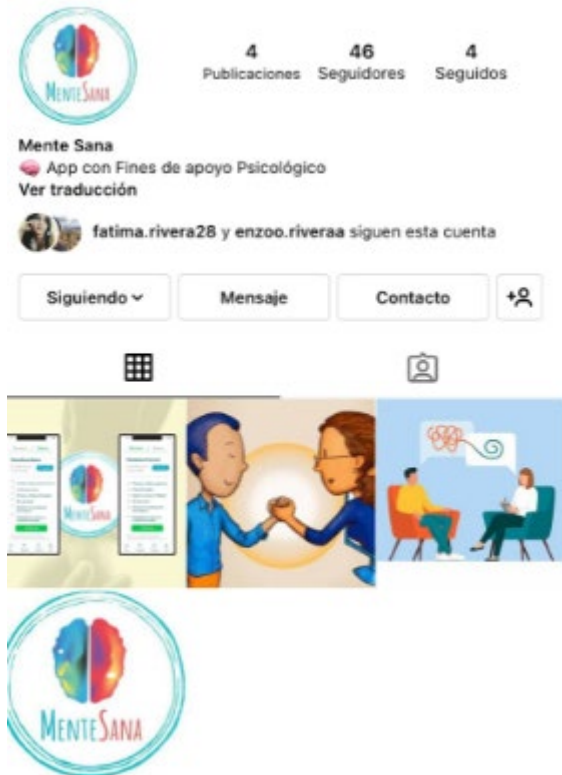 MENTESANA
4 46 4
Publicaciones Seguidores Seguidos
Mente Sana
App con Fines de apoyo Psicológico
Ver traducción
fatima.rivera28 y enzoo.riveraa siguen esta cuenta
Siguiendo Mensaje Contacto
MENTESANA
MENTESANA